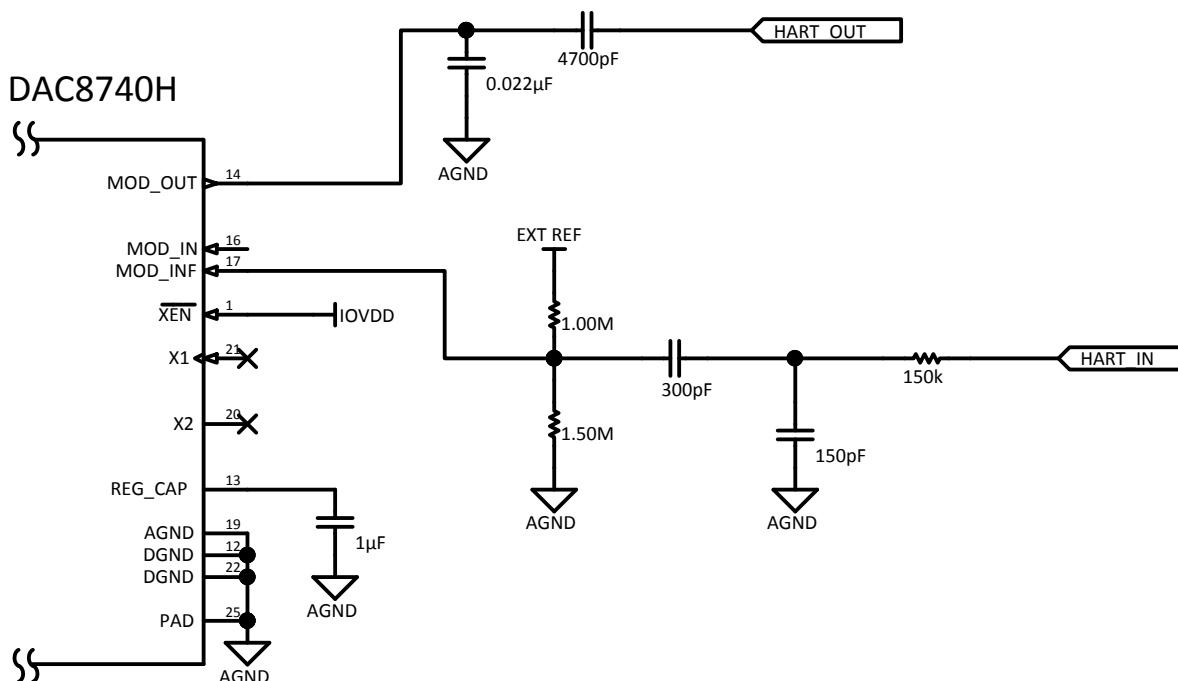 HART_OUT
4700pF
0.022µF
DAC8740H
AGND
MOD_OUT 14
MOD_IN 16
EXT REF
MOD_INF 17
XEN 1 IOVDD
1.00M
X1 21
HART_IN
300pF
150k
X2 20
1.50M
150pF
REG_CAP 13
AGND
AGND
AGND 19
1µF
DGND 12
DGND 22
AGND
PAD 25
AGND